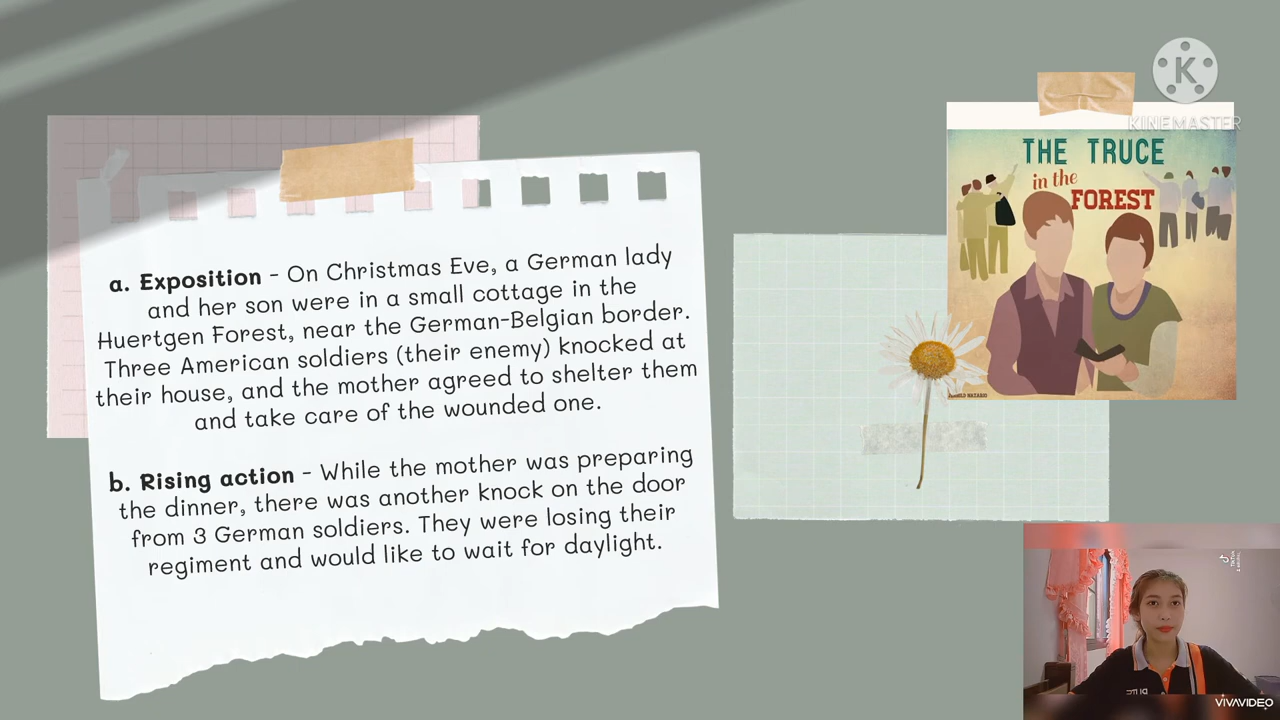 a. Exposition - On Christmas Eve, a German lady
and her son were in a small cottage in the
Huertgen Forest, near the German-Belgian border.
Three American soldiers (their enemy) knocked at
their house, and the mother agreed to shelter them
and take care of the wounded one.
b. Rising action - While the mother was preparing
the dinner, there was another knock on the door
from 3 German soldiers. They were losing their
regiment and would like to wait for daylight.
K
KINEMASTER
THE TRUCE
in the
FOREST
VIVAVIDEO